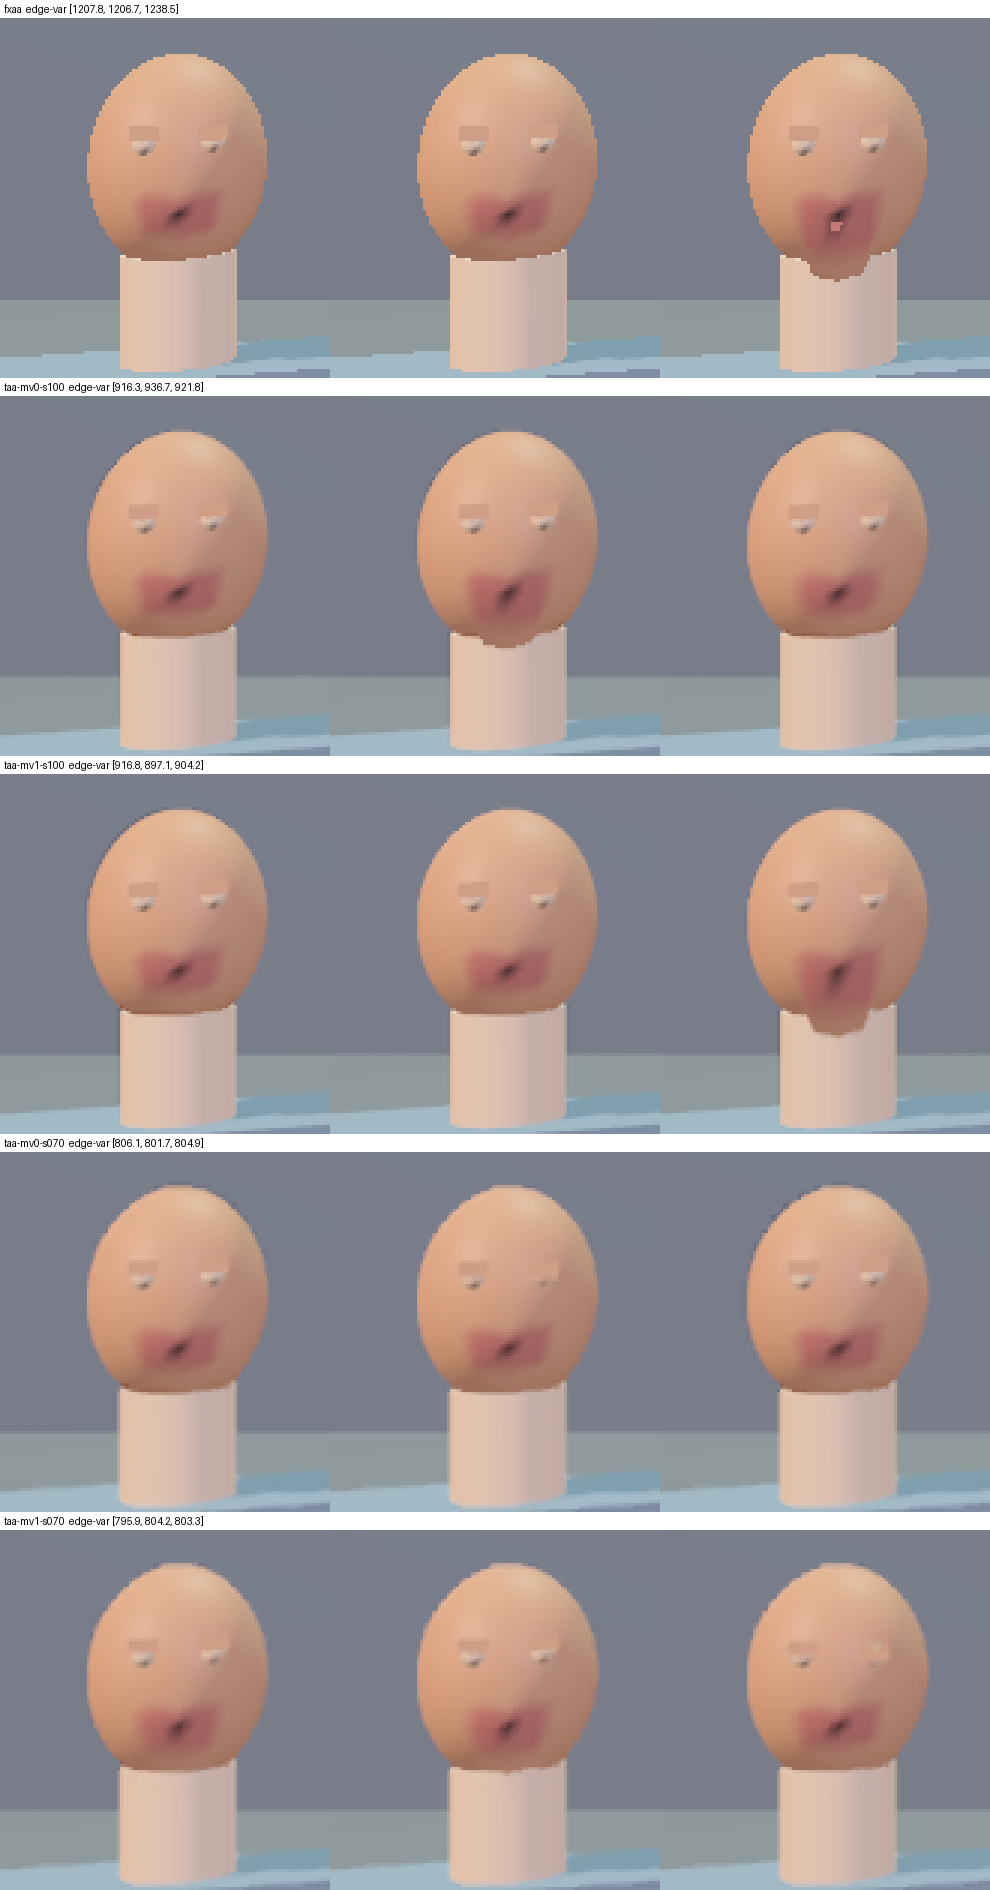 fxaa edge-var [1207.8, 1206.7, 1238.5]
taa-mv0-s100 edge-var [916.3, 936.7, 921.8]
taa-mv1-s100 edge-var [916.8, 897.1, 904.2]
taa-mv0-s070 edge-var [806.1, 801.7, 804.9]
taa-mv1-s070 edge-var [795.9, 804.2, 803.3]